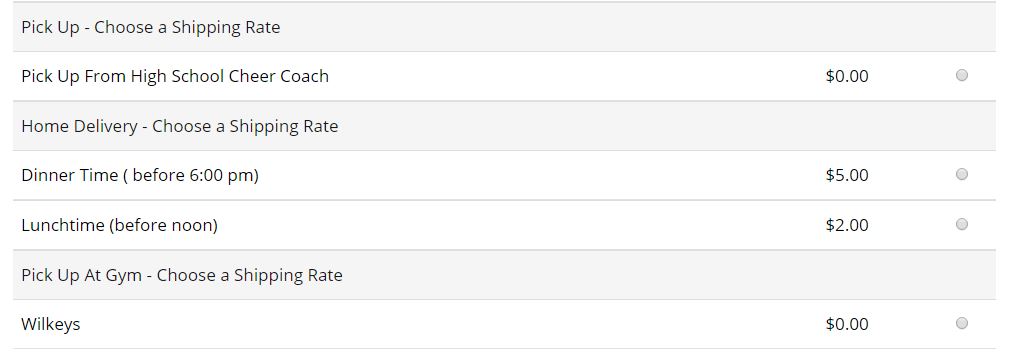 Pick Up - Choose a Shipping Rate
Pick Up From High School Cheer Coach $0.00
Home Delivery - Choose a Shipping Rate
Dinner Time ( before 6:00 pm) $5.00
Lunchtime (before noon) $2.00
Pick Up At Gym - Choose a Shipping Rate
Wilkeys $0.00